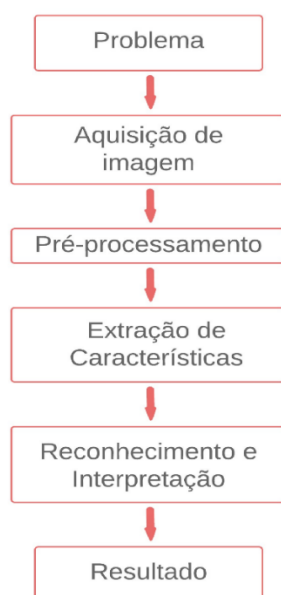 Problema
Aquisição de
imagem
Pré-processamento
Extração de
Características
Reconhecimento e
Interpretação
Resultado